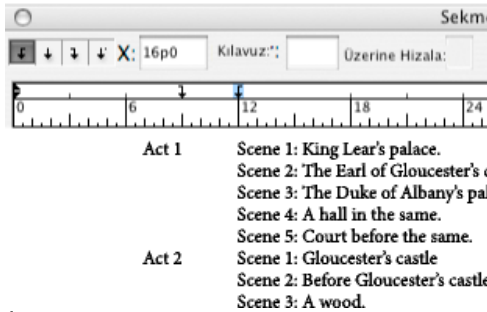 Sekme
X: 16p0 Kılavuz: Üzerine Hizala:
0 6 12 18 24
Act 1 Scene 1: King Lear's palace.
Scene 2: The Earl of Gloucester's
Scene 3: The Duke of Albany's pal
Scene 4: A hall in the same.
Scene 5: Court before the same.
Act 2 Scene 1: Gloucester's castle
Scene 2: Before Gloucester's castle
Scene 3: A wood.